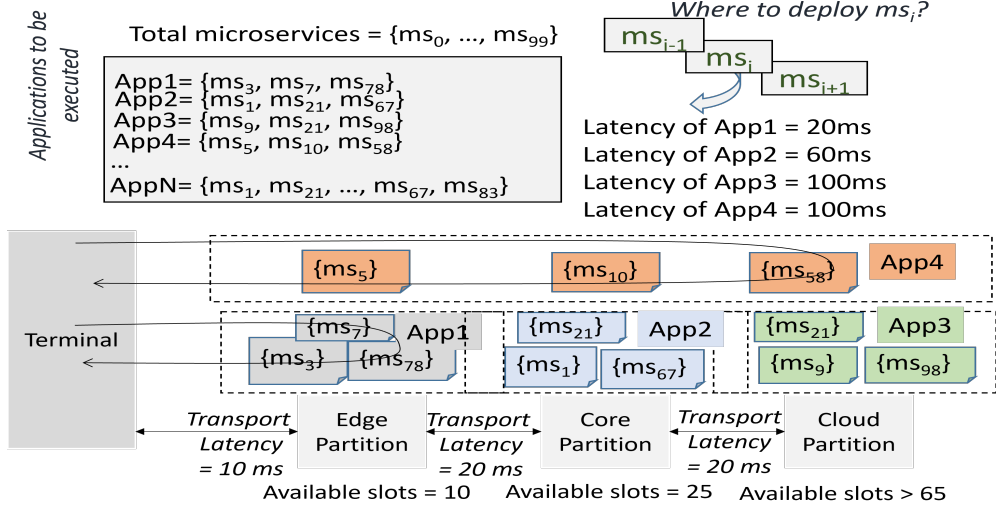 Applications to be
executed
Total microservices = {ms0, ..., ms99}
App1= {ms3, ms7, ms78}
App2= {ms1, ms21, ms67}
App3= {ms9, ms21, ms98}
App4= {ms5, ms10, ms58}
...
AppN= {ms1, ms21, ..., ms67, ms83}
Where to deploy msi?
msi-1
msi
msi+1
Latency of App1 = 20ms
Latency of App2 = 60ms
Latency of App3 = 100ms
Latency of App4 = 100ms
Terminal
{ms5}
{ms10}
{ms58}
App4
{ms7}
App1
{ms3}
{ms78}
{ms21}
App2
{ms1}
{ms67}
{ms21}
App3
{ms9}
{ms98}
Transport
Latency
= 10 ms
Edge
Partition
Transport
Latency
= 20 ms
Core
Partition
Transport
Latency
= 20 ms
Cloud
Partition
Available slots = 10
Available slots = 25
Available slots > 65